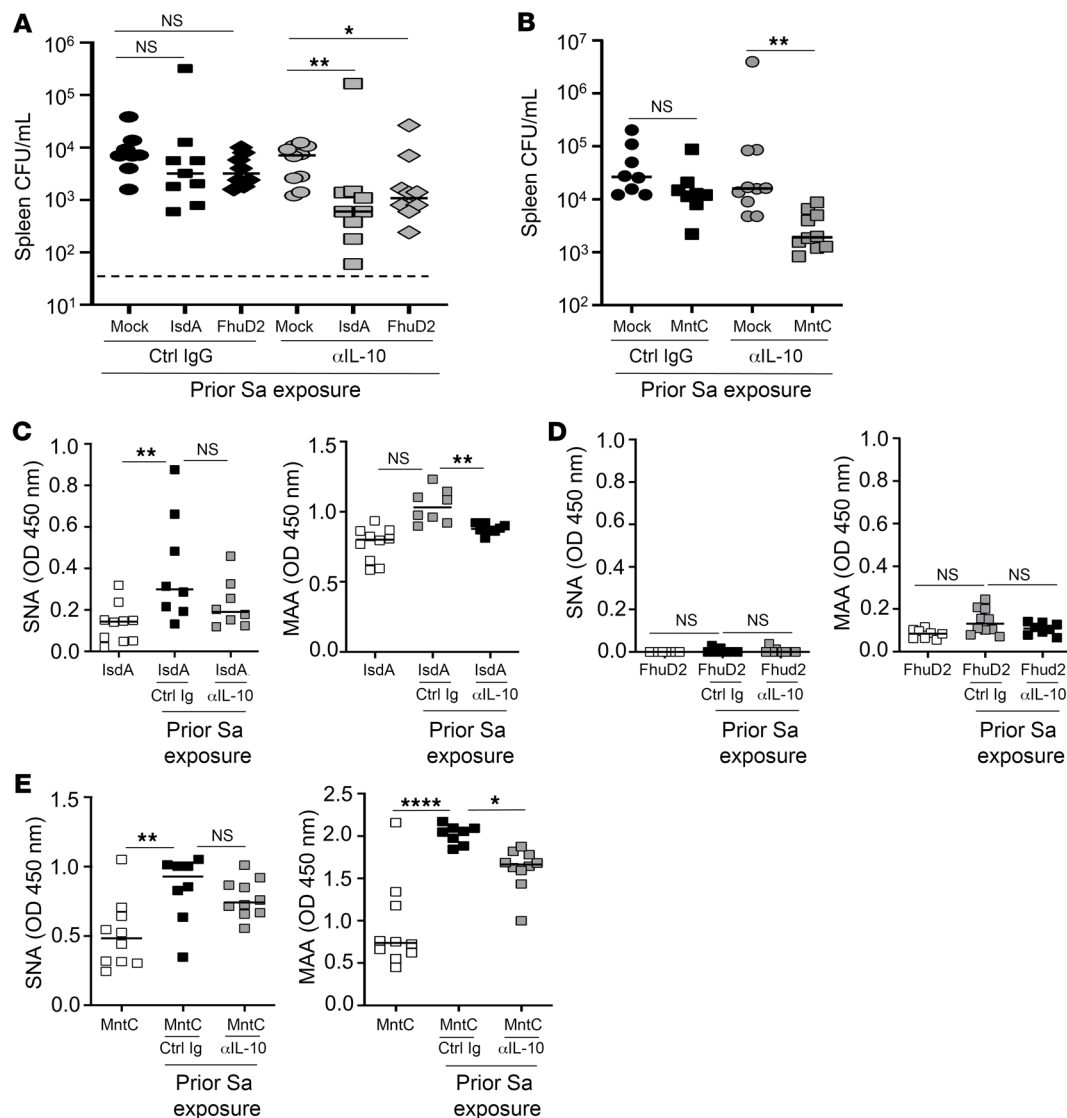 A
NS
NS
*
**
10⁶
10⁵
10⁴
10³
10²
10¹
Spleen CFU/mL
Mock IsdA FhuD2 Mock IsdA FhuD2
Ctrl IgG αIL-10
Prior Sa exposure
B
**
NS
10⁷
10⁶
10⁵
10⁴
10³
10²
Spleen CFU/mL
Mock MntC Mock MntC
Ctrl IgG αIL-10
Prior Sa exposure
C
** NS
1.0
0.8
0.6
0.4
0.2
0.0
SNA (OD 450 nm)
IsdA IsdA IsdA
Ctrl Ig αIL-10
Prior Sa
exposure
NS **
1.5
1.0
0.5
0.0
MAA (OD 450 nm)
IsdA IsdA IsdA
Ctrl Ig αIL-10
Prior Sa
exposure
D
1.0
0.8
0.6
0.4
0.2
0.0
SNA (OD 450 nm)
NS NS
FhuD2 FhuD2 Fhud2
Ctrl Ig αIL-10
Prior Sa
exposure
1.0
0.8
0.6
0.4
0.2
0.0
MAA (OD 450 nm)
NS NS
FhuD2 FhuD2 Fhud2
Ctrl Ig αIL-10
Prior Sa
exposure
E
** NS
1.5
1.0
0.5
0.0
SNA (OD 450 nm)
MntC MntC MntC
Ctrl Ig αIL-10
Prior Sa
exposure
**** *
2.5
2.0
1.5
1.0
0.5
0.0
MAA (OD 450 nm)
MntC MntC MntC
Ctrl Ig αIL-10
Prior Sa
exposure